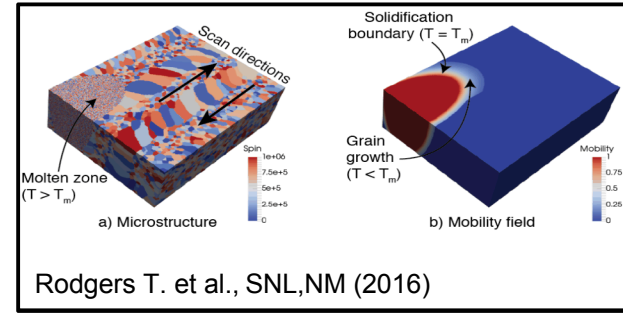 Scan directions
Molten zone
(T > Tm)
Spin
1e+06
7.5e+5
5e+5
2.5e+5
0
a) Microstructure
Solidification
boundary (T = Tm)
Grain
growth
(T < Tm)
Mobility
1
0.75
0.5
0.25
0
b) Mobility field
Rodgers T. et al., SNL,NM (2016)